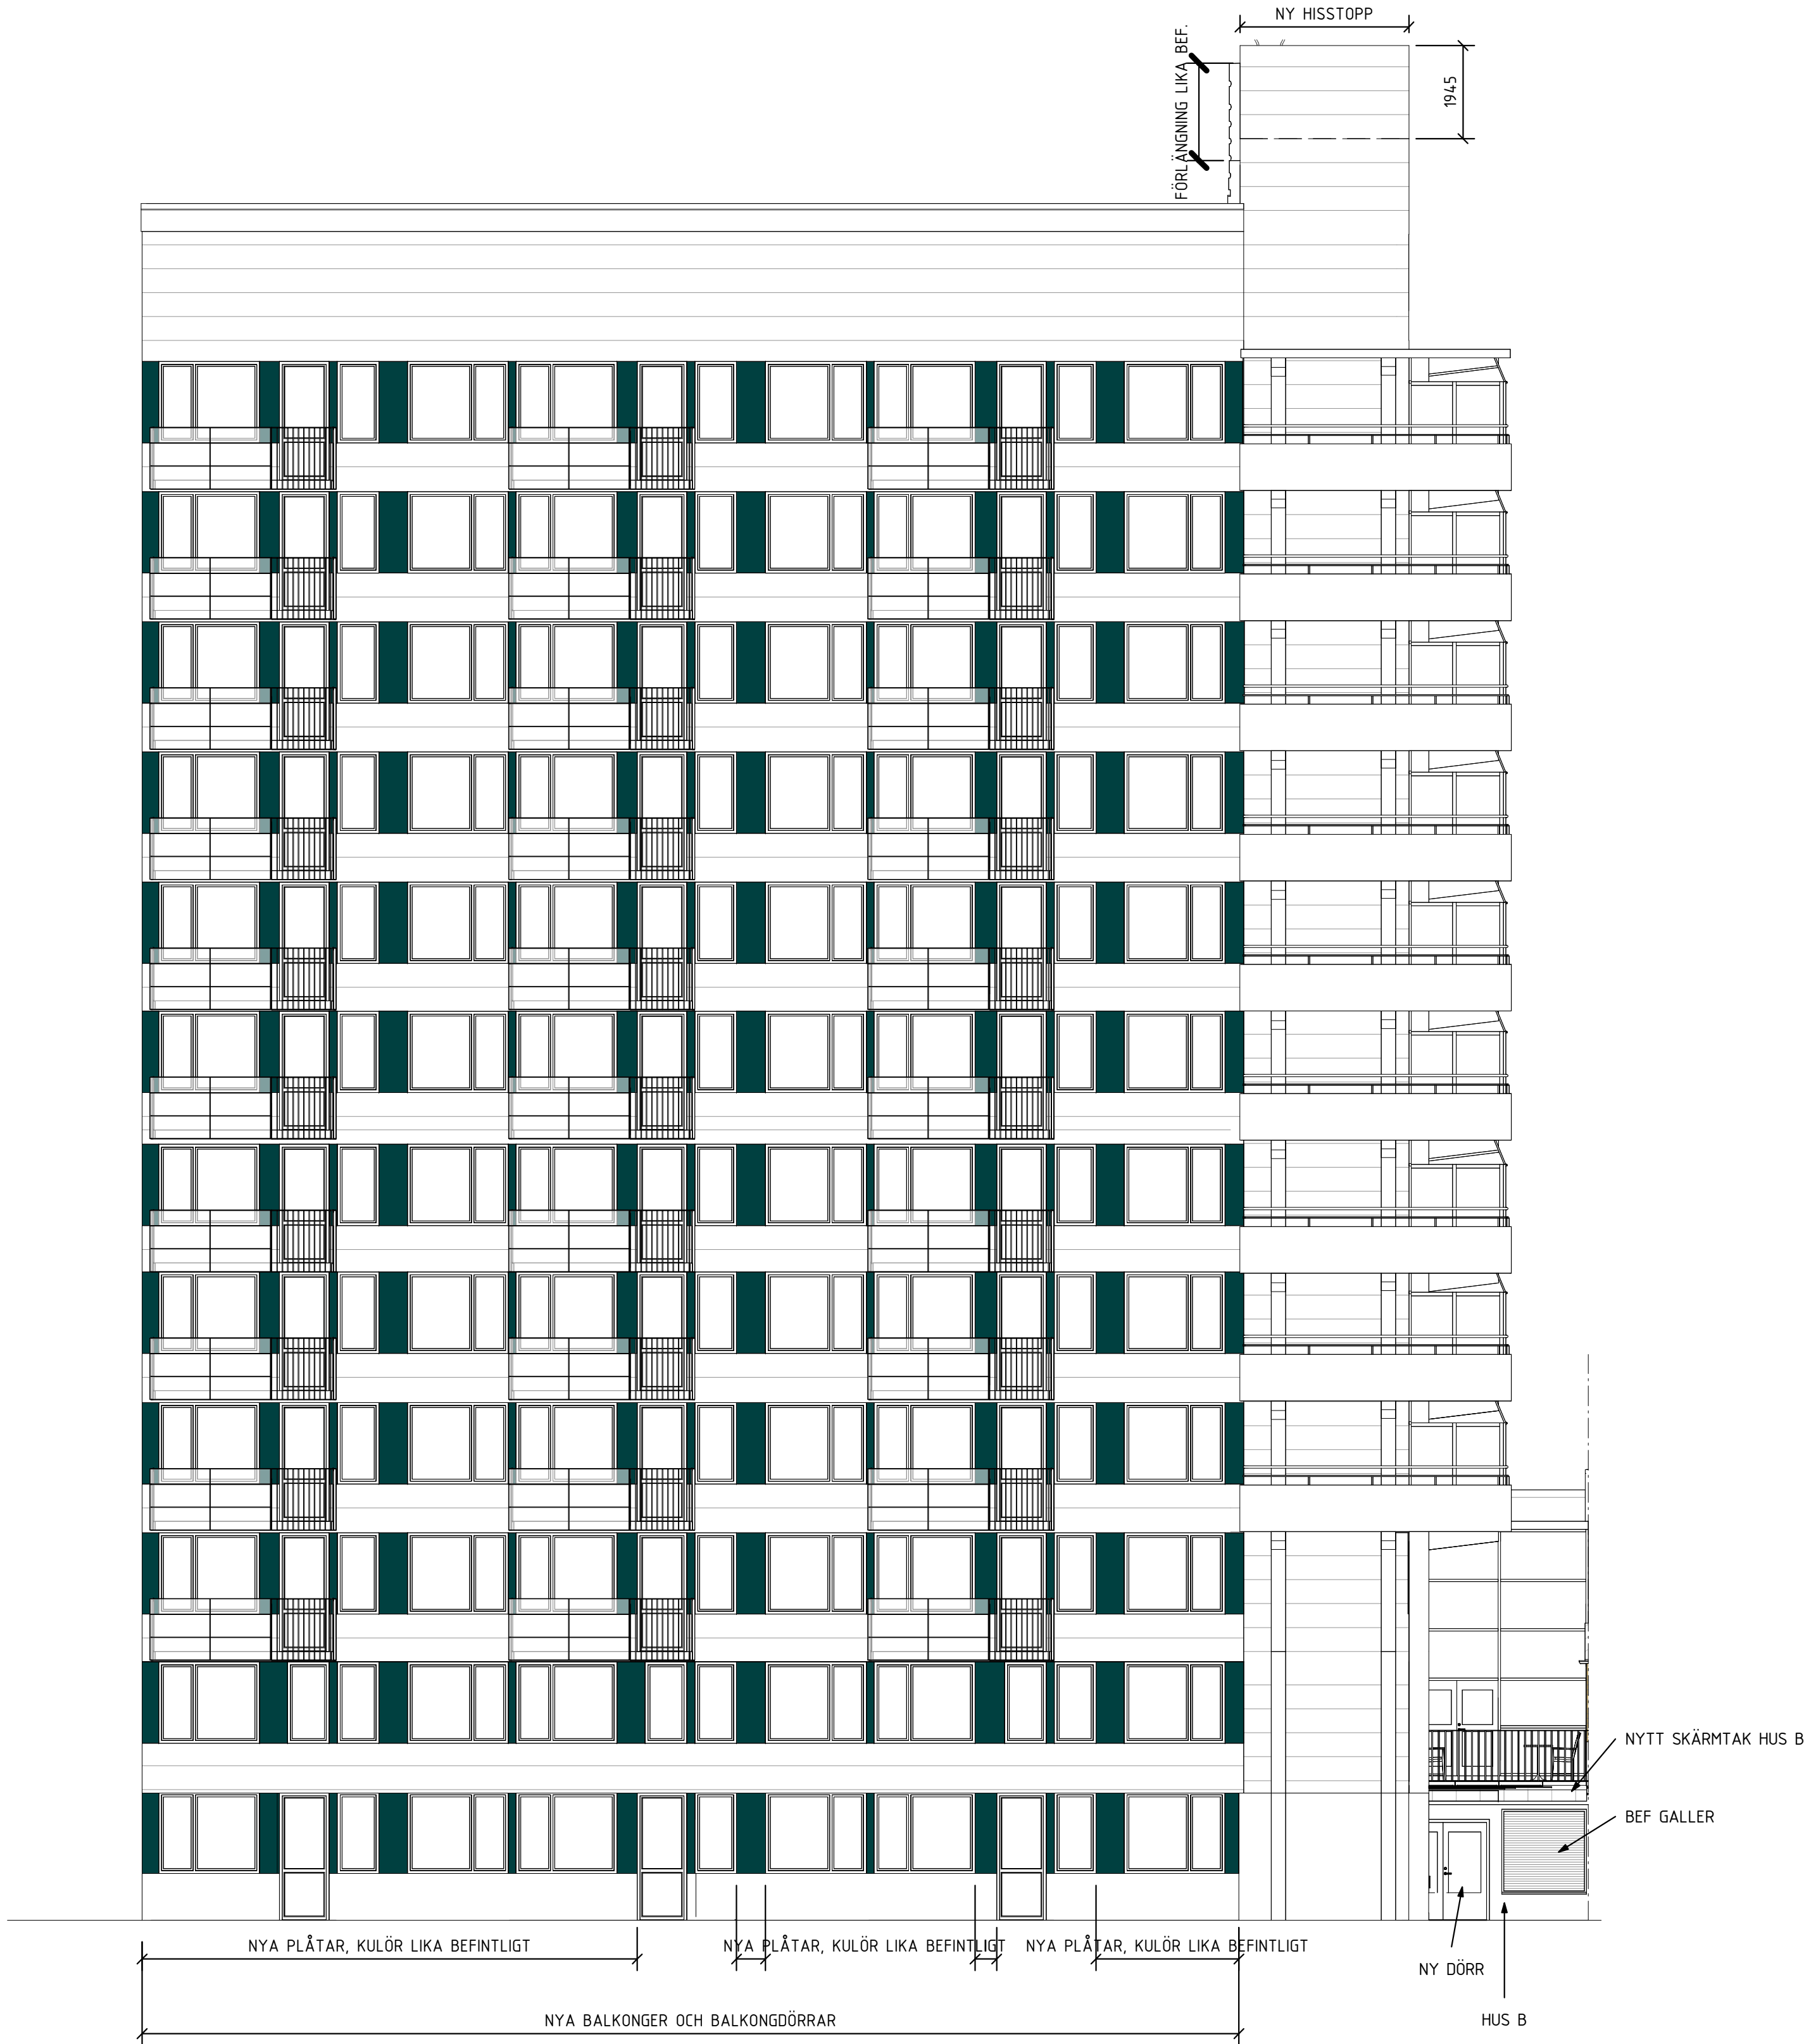 NY HISSTOPP
FÖRLÄNGNING LIKA BEF.
1945
NYTT SKÄRMTAK HUS B
BEF GALLER
NYA PLÅTAR, KULÖR LIKA BEFINTLIGT
NYA PLÅTAR, KULÖR LIKA BEFINTLIGT
NYA PLÅTAR, KULÖR LIKA BEFINTLIGT
NY DÖRR
NYA BALKONGER OCH BALKONGDÖRRAR
HUS B